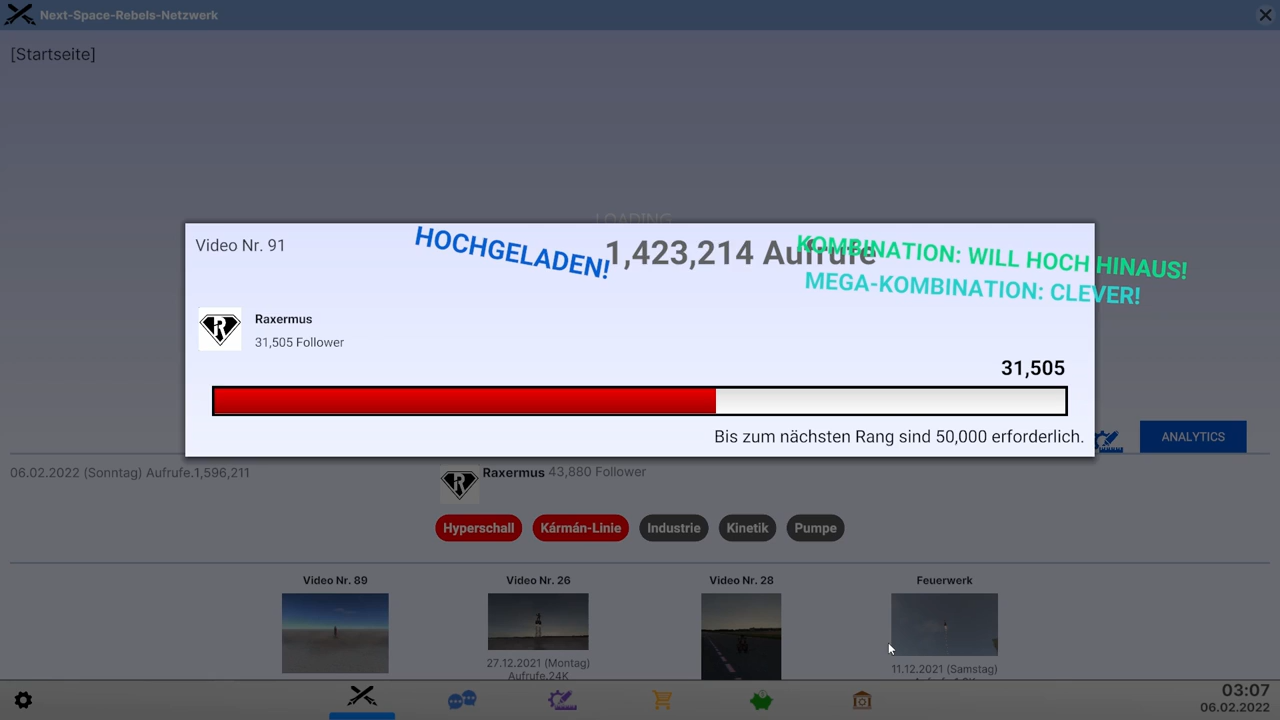 Next-Space-Rebels-Netzwerk
[Startseite]
LOADING
Video Nr. 91
HOCHGELADEN!
1,423,214 Aufrufe
KOMBINATION: WILL HOCH HINAUS!
MEGA-KOMBINATION: CLEVER!
Raxermus
31,505 Follower
31,505
Bis zum nächsten Rang sind 50,000 erforderlich.
ANALYTICS
06.02.2022 (Sonntag) Aufrufe.1,596,211
Raxermus 43,880 Follower
Hyperschall Kármán-Linie Industrie Kinetik Pumpe
Video Nr. 89 Video Nr. 26 Video Nr. 28 Feuerwerk
27.12.2021 (Montag)
Aufrufe.24K
11.12.2021 (Samstag)
03:07
06.02.2022